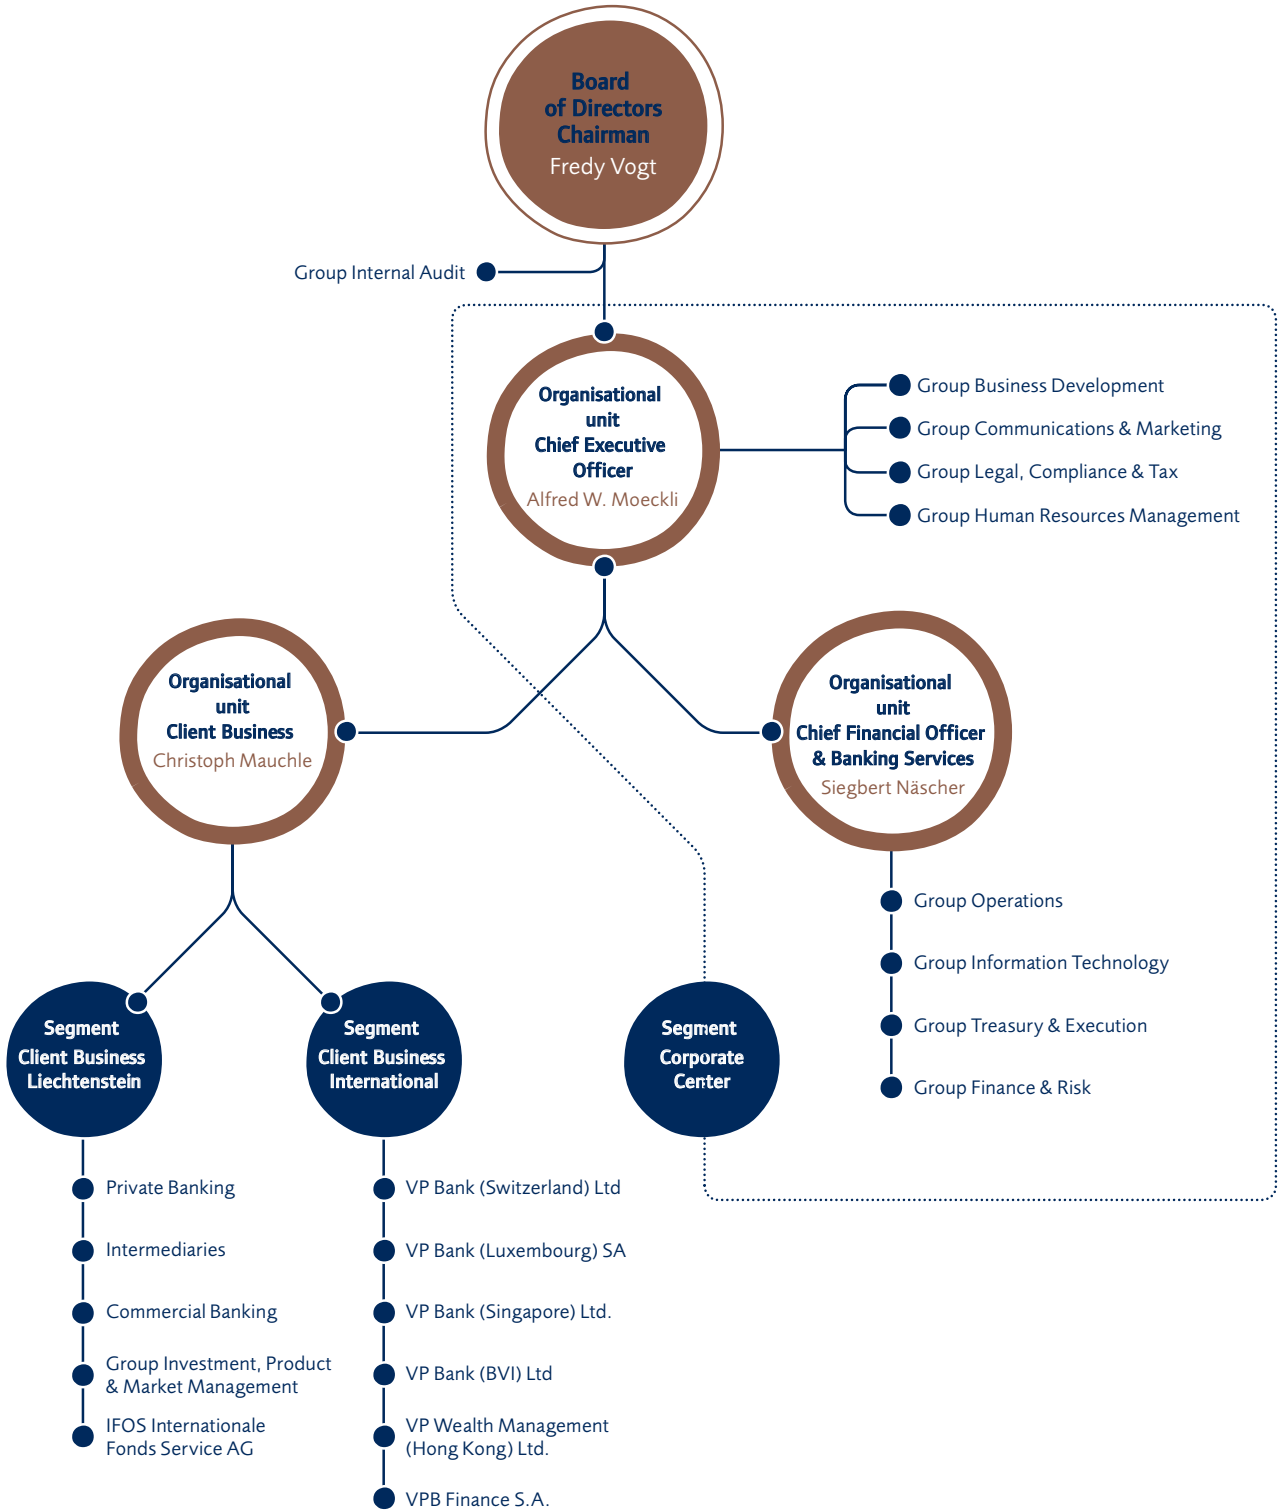 Board
of Directors
Chairman
Fredy Vogt
Group Internal Audit
Organisational
unit
Chief Executive
Officer
Alfred W. Moeckli
Group Business Development
Group Communications & Marketing
Group Legal, Compliance & Tax
Group Human Resources Management
Organisational
unit
Client Business
Christoph Mauchle
Organisational
unit
Chief Financial Officer
& Banking Services
Siegbert Näscher
Group Operations
Group Information Technology
Group Treasury & Execution
Group Finance & Risk
Segment
Client Business
Liechtenstein
Segment
Client Business
International
Segment
Corporate
Center
Private Banking
Intermediaries
Commercial Banking
Group Investment, Product
& Market Management
IFOS Internationale
Fonds Service AG
VP Bank (Switzerland) Ltd
VP Bank (Luxembourg) SA
VP Bank (Singapore) Ltd.
VP Bank (BVI) Ltd
VP Wealth Management
(Hong Kong) Ltd.
VPB Finance S.A.